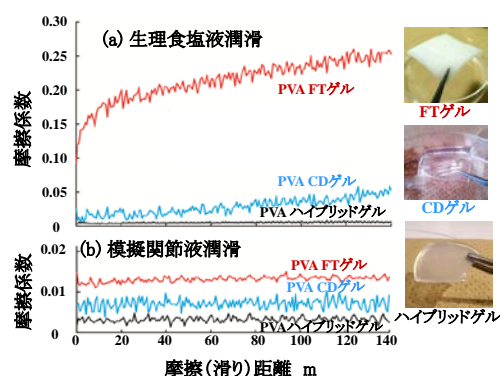 (a) 生理食塩液潤滑
摩擦係数
0.30
0.25
0.20
0.15
0.10
0.05
0
PVA FTゲル
PVA CDゲル
PVA ハイブリッドゲル
(b) 模擬関節液潤滑
摩擦係数
0.02
0.01
0
PVA FTゲル
PVA CDゲル
PVAハイブリッドゲル
0 20 40 60 80 100 120 140
摩擦(滑り)距離 m
FTゲル
CDゲル
ハイブリッドゲル